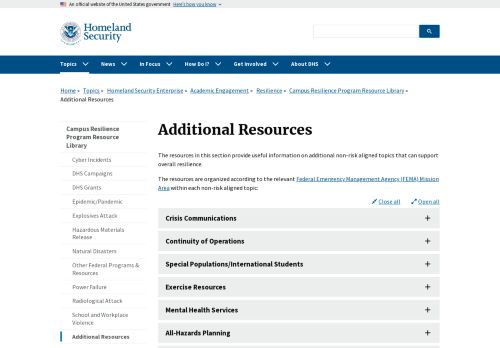 An official website of the United States government Here's how you know
Homeland
Security
Topics News In Focus How Do I? Get Involved About DHS
Home » Topics » Homeland Security Enterprise » Academic Engagement » Resilience » Campus Resilience Program Resource Library »
Additional Resources
Campus Resilience
Program Resource
Library
Cyber Incidents
DHS Campaigns
DHS Grants
Epidemic/Pandemic
Explosives Attack
Hazardous Materials
Release
Natural Disasters
Other Federal Programs &
Resources
Power Failure
Radiological Attack
School and Workplace
Violence
Additional Resources
Additional Resources
The resources in this section provide useful information on additional non-risk aligned topics that can support
overall resilience.
The resources are organized according to the relevant Federal Emergency Management Agency (FEMA) Mission
Area within each non-risk aligned topic:
Close all Open all
Crisis Communications
Continuity of Operations
Special Populations/International Students
Exercise Resources
Mental Health Services
All-Hazards Planning